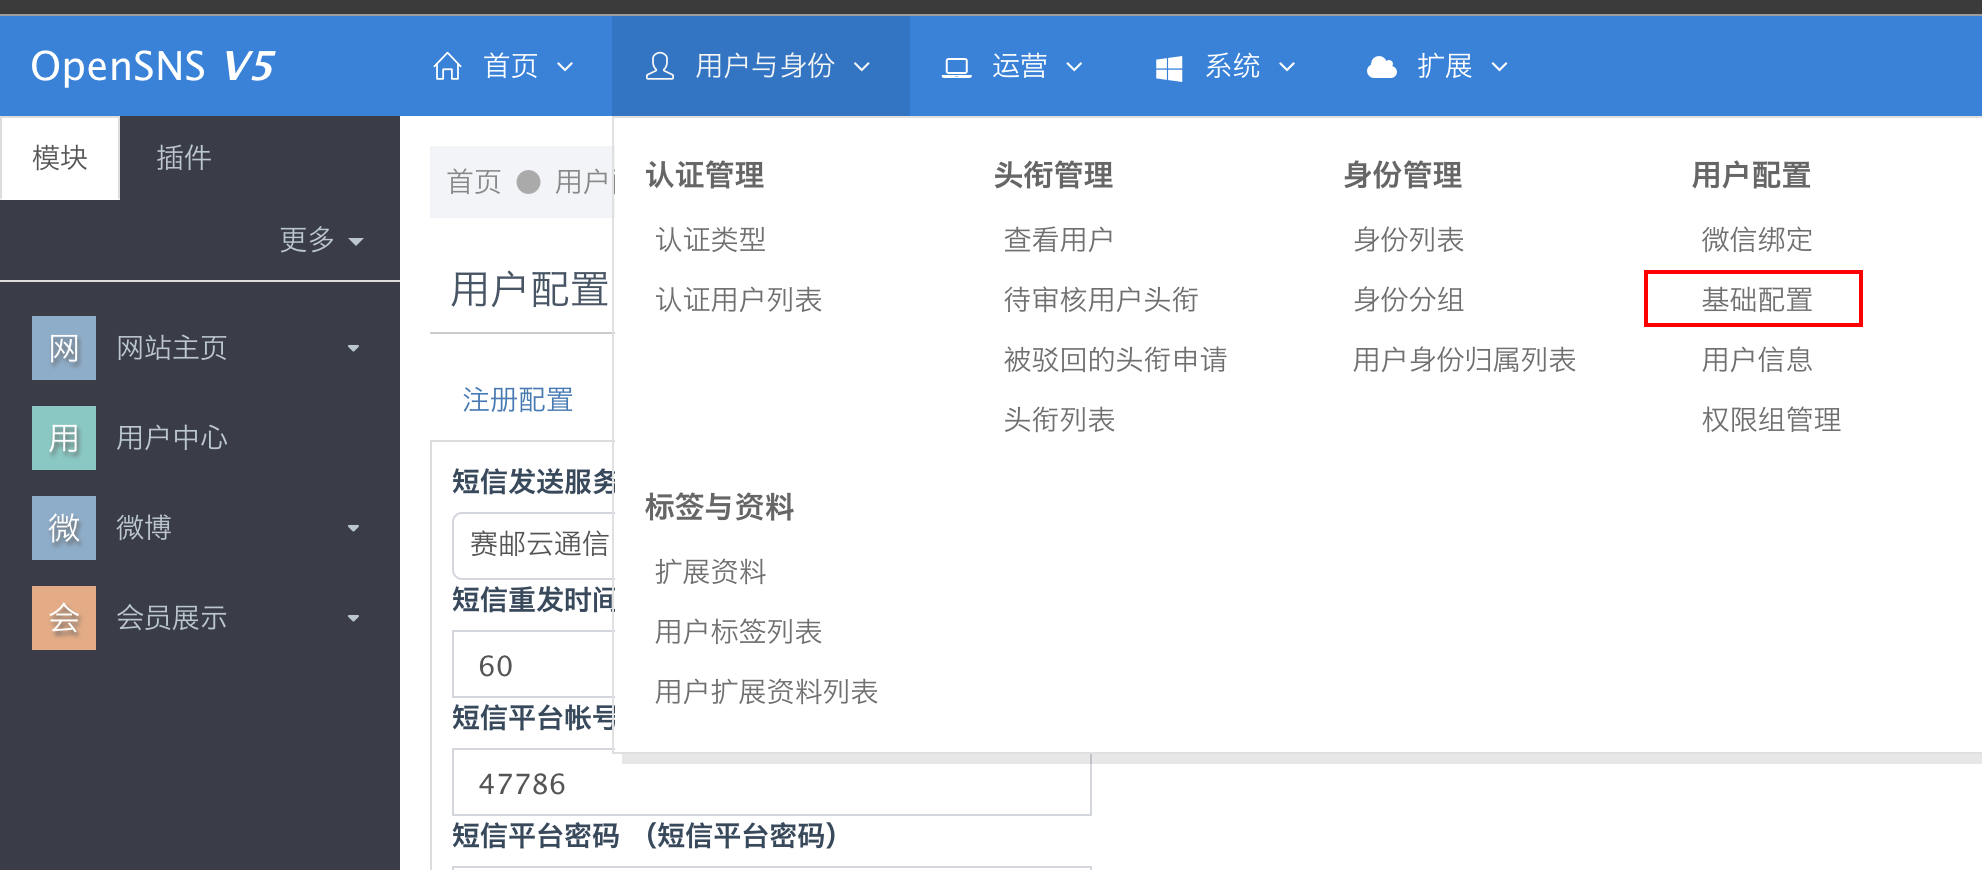 OpenSNS V5
首页
用户与身份
运营
系统
扩展
模块
插件
更多
网 网站主页
用 用户中心
微 微博
会 会员展示
首页 用户
用户配置
注册配置
短信发送服务
赛邮云通信
短信重发时间
60
短信平台帐号
47786
短信平台密码 （短信平台密码）
认证管理
认证类型
认证用户列表
头衔管理
查看用户
待审核用户头衔
被驳回的头衔申请
头衔列表
身份管理
身份列表
身份分组
用户身份归属列表
用户配置
微信绑定
基础配置
用户信息
权限组管理
标签与资料
扩展资料
用户标签列表
用户扩展资料列表